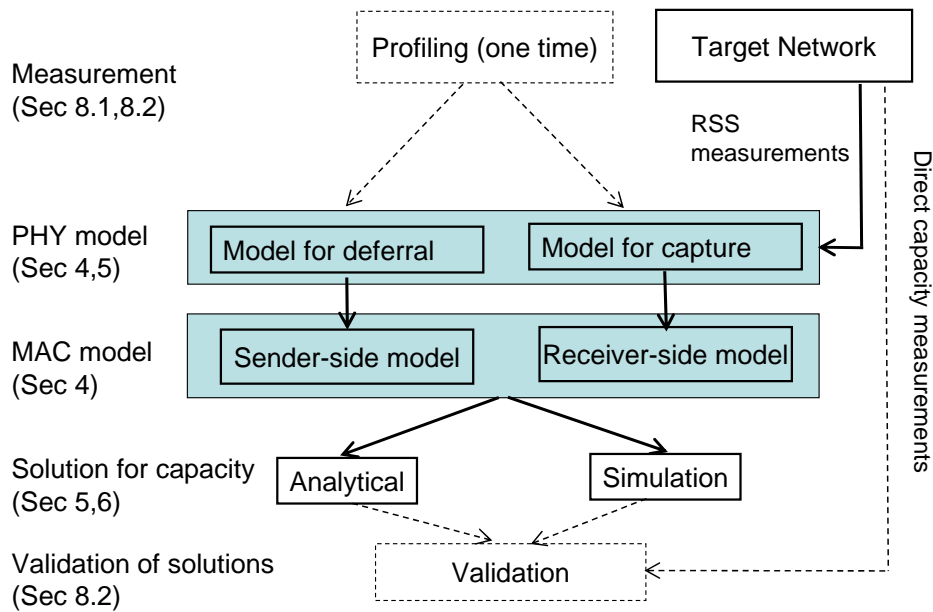 Profiling (one time)
Target Network
Measurement
(Sec 8.1,8.2)
RSS
measurements
Direct capacity measurements
PHY model
(Sec 4,5)
Model for deferral
Model for capture
MAC model
(Sec 4)
Sender-side model
Receiver-side model
Solution for capacity
(Sec 5,6)
Analytical
Simulation
Validation of solutions
(Sec 8.2)
Validation